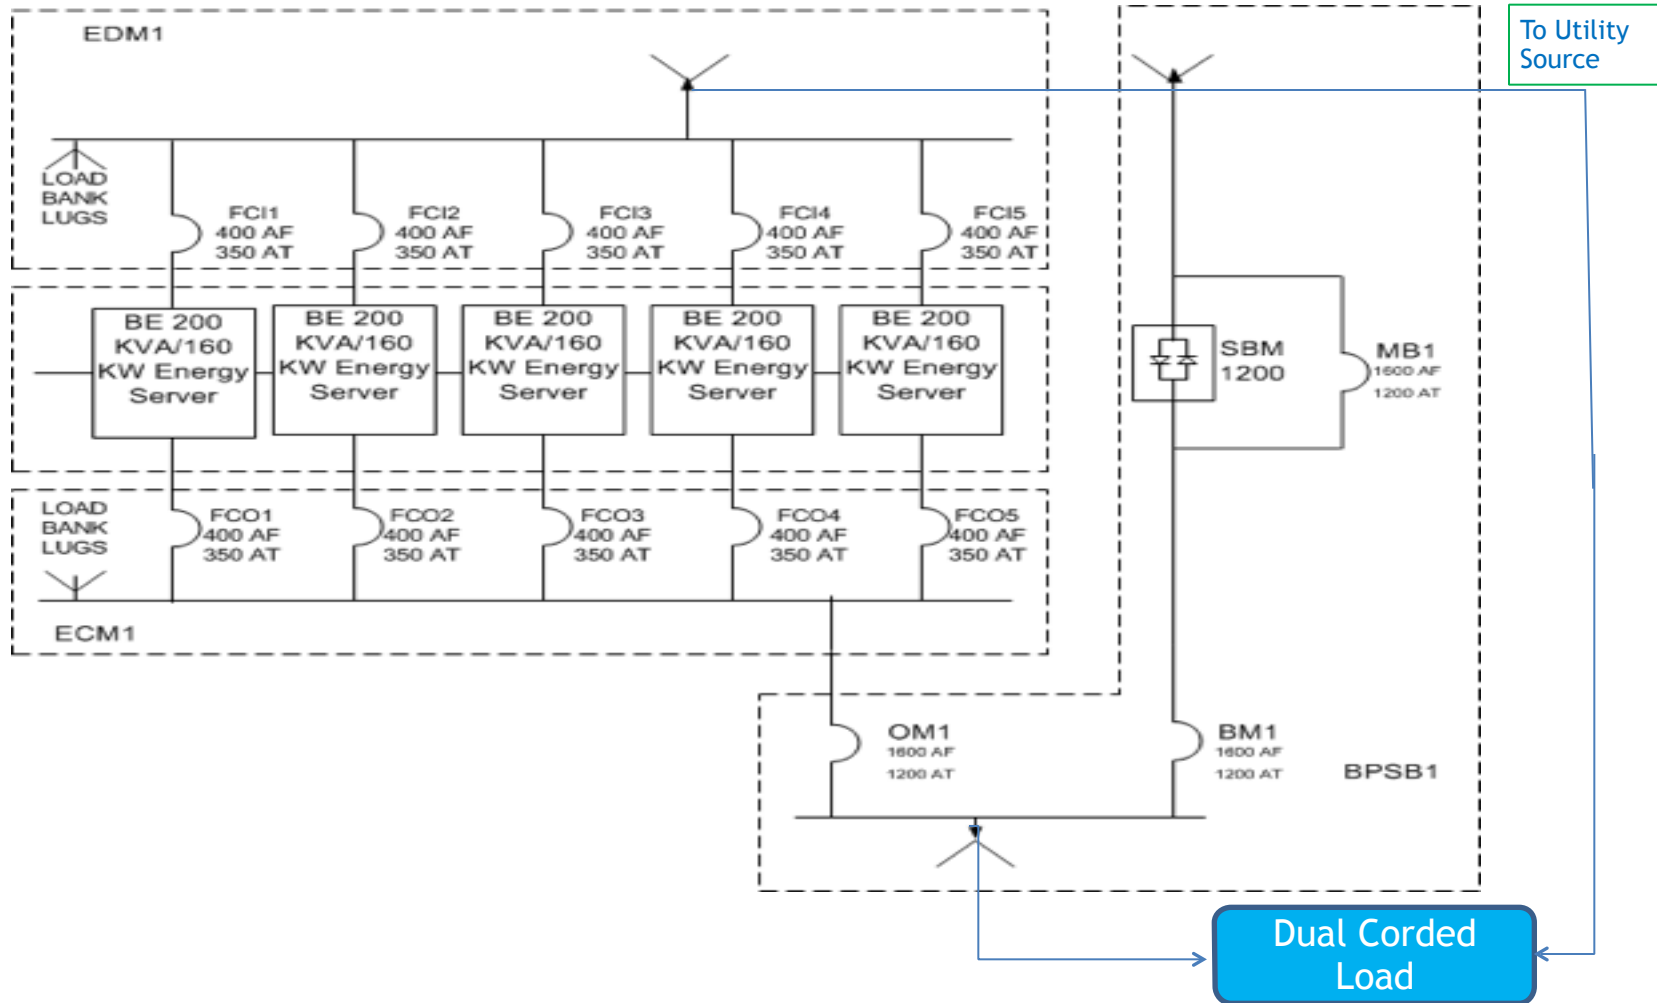 EDM1
To Utility
Source
LOAD
BANK
LUGS
FCI1
400 AF
350 AT
FCI2
400 AF
350 AT
FCI3
400 AF
350 AT
FCI4
400 AF
350 AT
FCI5
400 AF
350 AT
BE 200
KVA/160
KW Energy
Server
BE 200
KVA/160
KW Energy
Server
BE 200
KVA/160
KW Energy
Server
BE 200
KVA/160
KW Energy
Server
BE 200
KVA/160
KW Energy
Server
SBM
1200
MB1
1600 AF
1200 AT
LOAD
BANK
LUGS
FCO1
400 AF
350 AT
FCO2
400 AF
350 AT
FCO3
400 AF
350 AT
FCO4
400 AF
350 AT
FCO5
400 AF
350 AT
ECM1
OM1
1600 AF
1200 AT
BM1
1600 AF
1200 AT
BPSB1
Dual Corded
Load